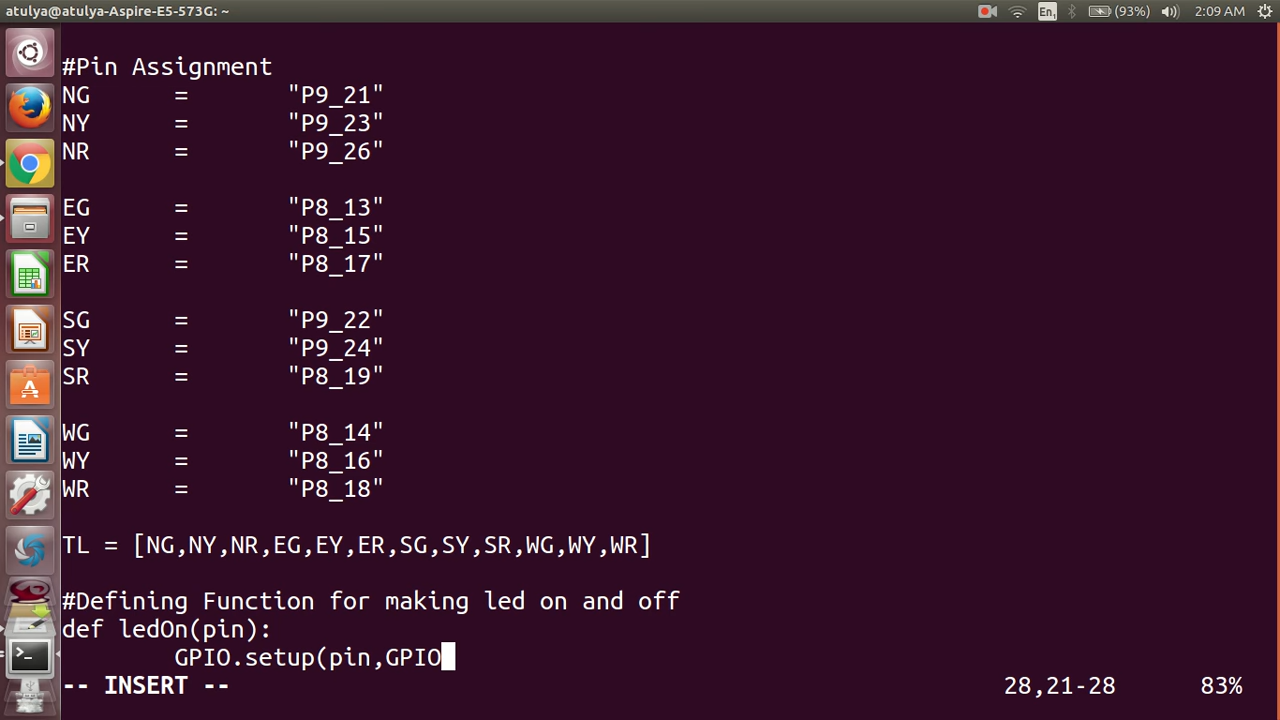 atulya@atulya-Aspire-E5-573G: ~ En1 (93%) 2:09 AM
#Pin Assignment
NG = "P9_21"
NY = "P9_23"
NR = "P9_26"
EG = "P8_13"
EY = "P8_15"
ER = "P8_17"
SG = "P9_22"
SY = "P9_24"
SR = "P8_19"
WG = "P8_14"
WY = "P8_16"
WR = "P8_18"
TL = [NG,NY,NR,EG,EY,ER,SG,SY,SR,WG,WY,WR]
#Defining Function for making led on and off
def ledOn(pin):
GPIO.setup(pin,GPIO
-- INSERT -- 28,21-28 83%